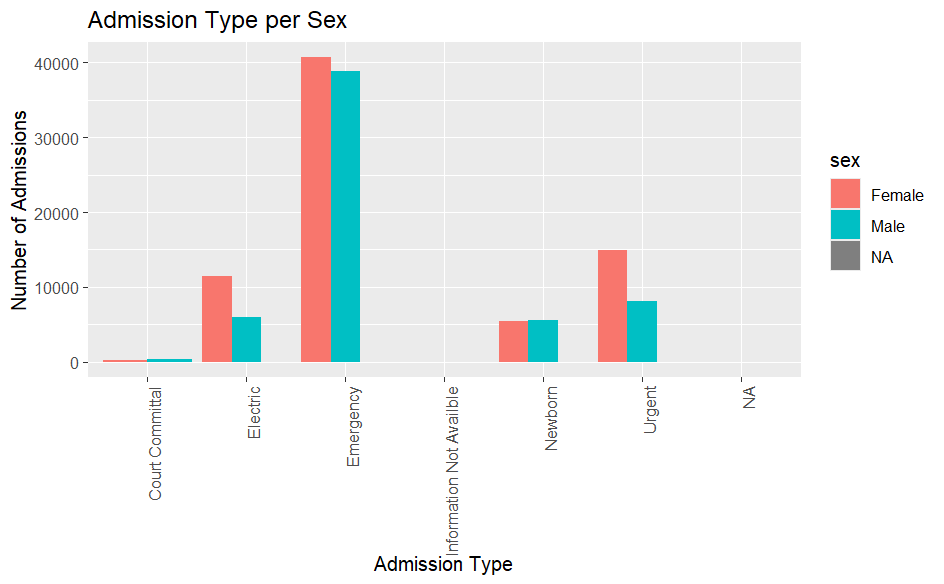 Admission Type per Sex
Number of Admissions
40000
30000
20000
10000
0
Court Committal
Electric
Emergency
Information Not Availble
Newborn
Urgent
NA
Admission Type
sex
Female
Male
NA